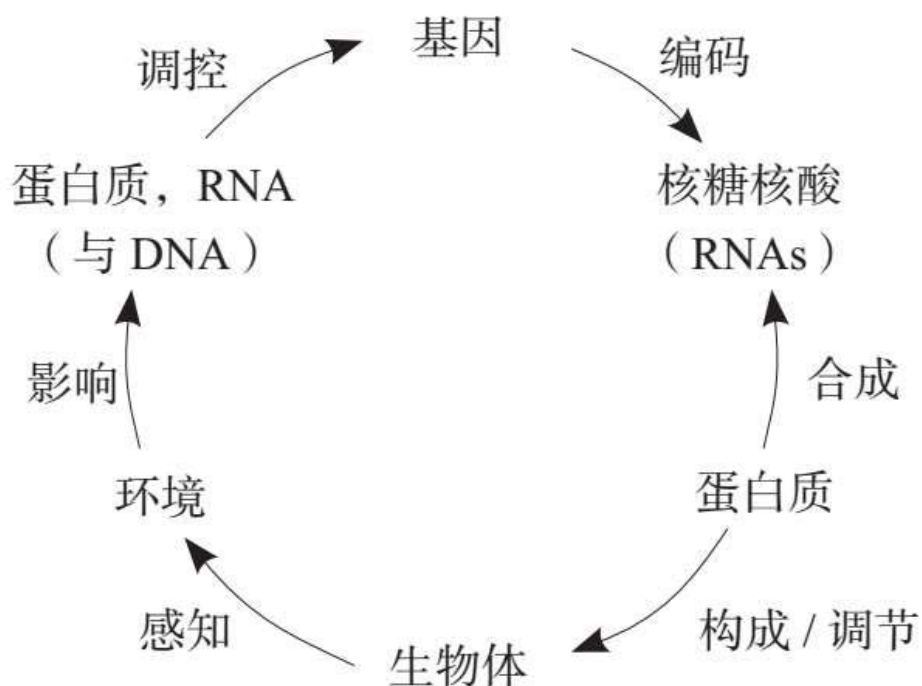 基因
调控
编码
蛋白质，RNA
（与 DNA）
核糖核酸
（RNAs）
影响
合成
环境
蛋白质
感知
构成 / 调节
生物体